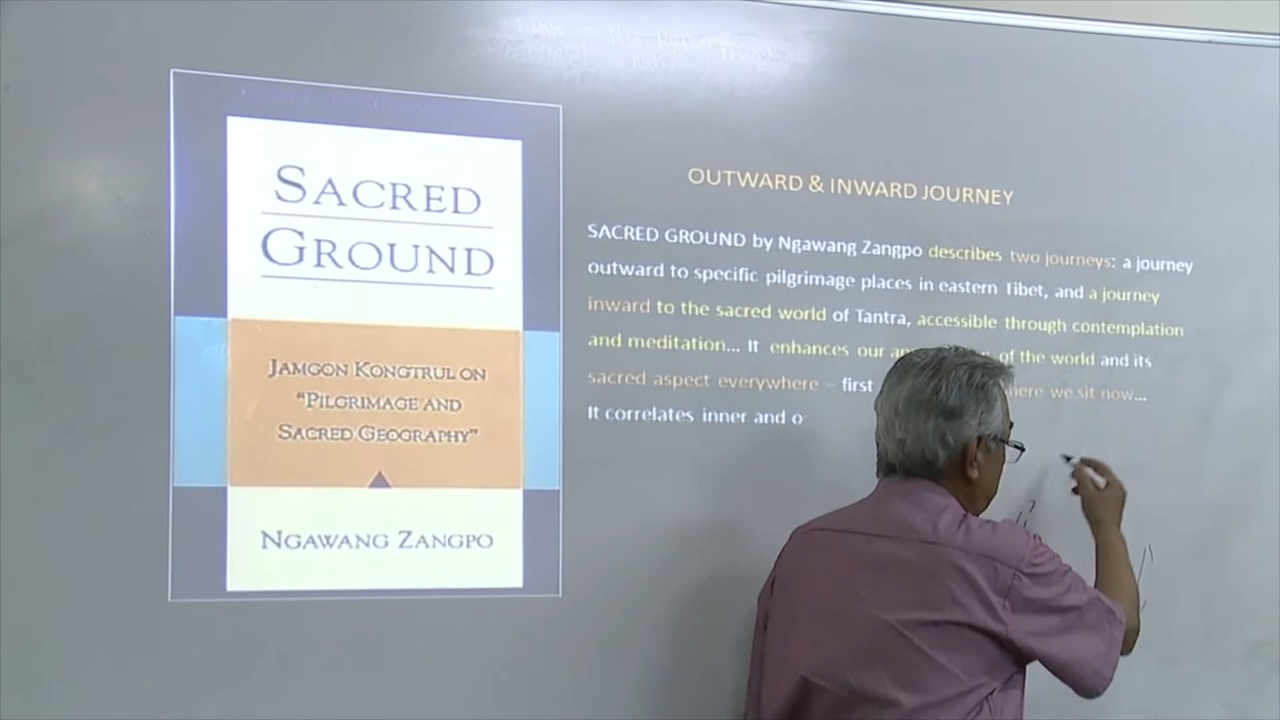 SACRED
GROUND
JAMGON KONGTRUL ON
"PILGRIMAGE AND
SACRED GEOGRAPHY"
NGAWANG ZANGPO
OUTWARD & INWARD JOURNEY
SACRED GROUND by Ngawang Zangpo describes two journeys: a journey
outward to specific pilgrimage places in eastern Tibet, and a journey
inward to the sacred world of Tantra, accessible through contemplation
and meditation... It enhances our of the world and its
sacred aspect everywhere – first we sit now...
It correlates inner and